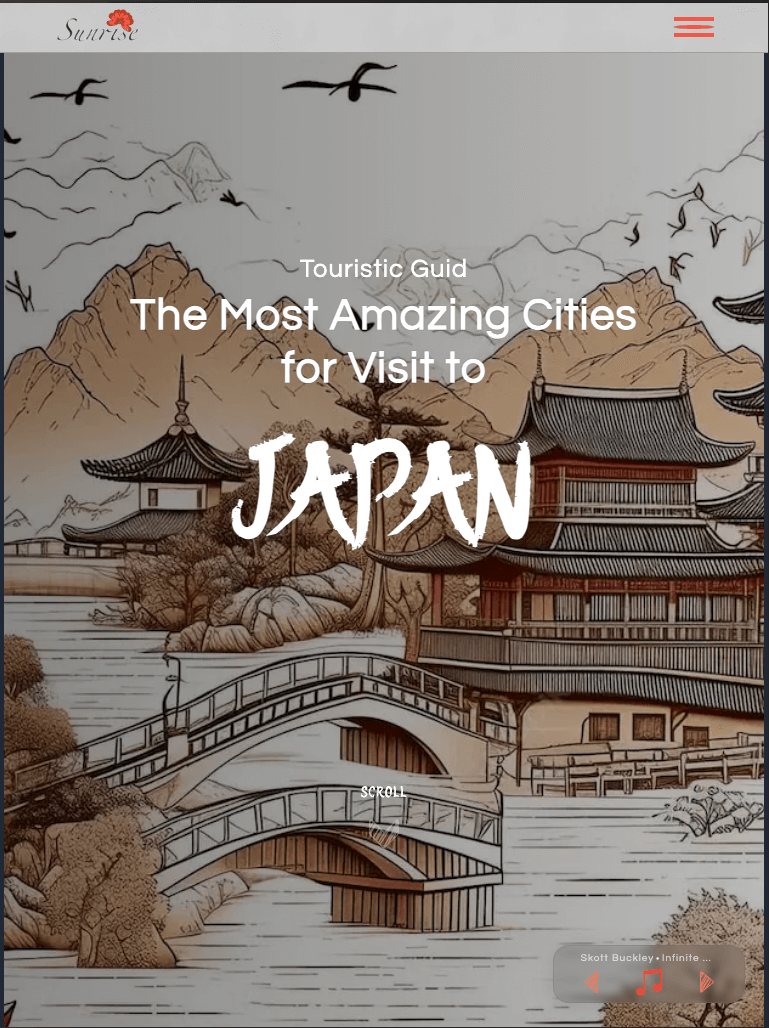 Sunrise
Touristic Guid
The Most Amazing Cities
for Visit to
JAPAN
SCROLL
Skott Buckley • Infinite ...